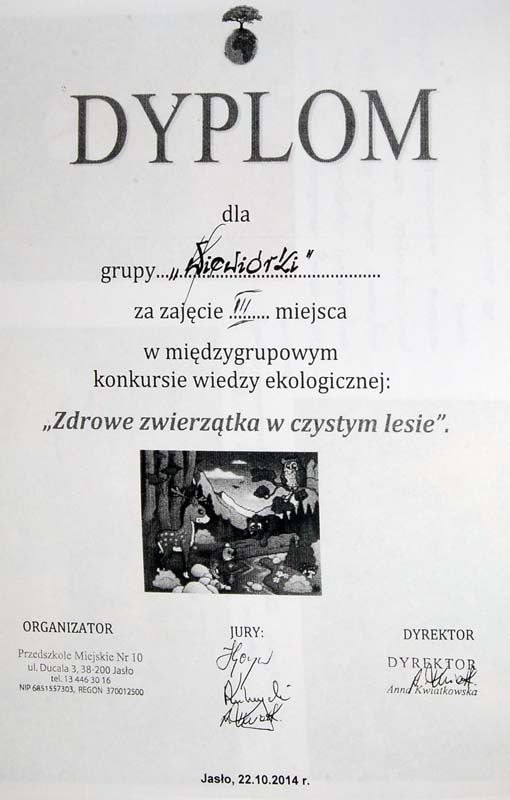 DYPLOM
dla
grupy...„Wiewiórki”...................
za zajęcie ..III....... miejsca
w międzygrupowym
konkursie wiedzy ekologicznej:
„Zdrowe zwierzątka w czystym lesie”.
ORGANIZATOR
Przedszkole Miejskie Nr 10
ul. Ducala 3, 38-200 Jasło
tel. 13 446 30 16
NIP 6851557303, REGON 370012500
JURY:
DYREKTOR
DYREKTOR
Anna Kwiatkowska
Jasło, 22.10.2014 r.